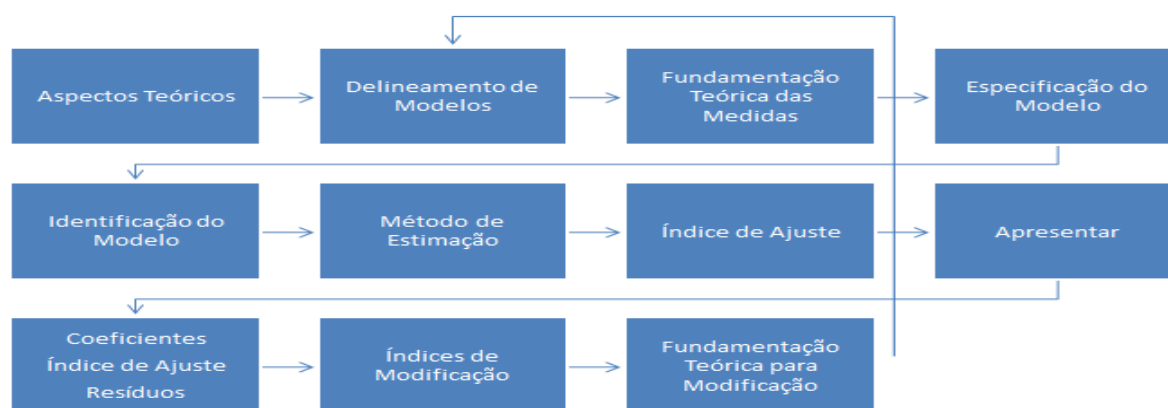 Aspectos Teóricos
Delineamento de
Modelos
Fundamentação
Teórica das
Medidas
Especificação do
Modelo
Identificação do
Modelo
Método de
Estimação
Índice de Ajuste
Apresentar
Coeficientes
Índice de Ajuste
Resíduos
Índices de
Modificação
Fundamentação
Teórica para
Modificação